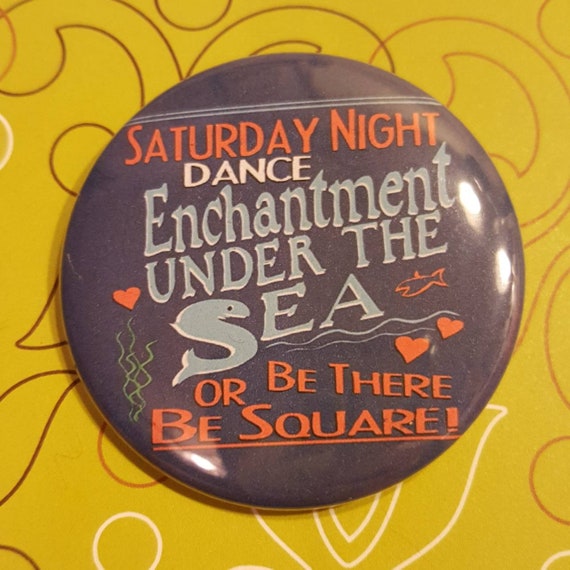 SATURDAY NIGHT
DANCE
Enchantment
UNDER THE
SEA
OR BE THERE
BE SQUARE!